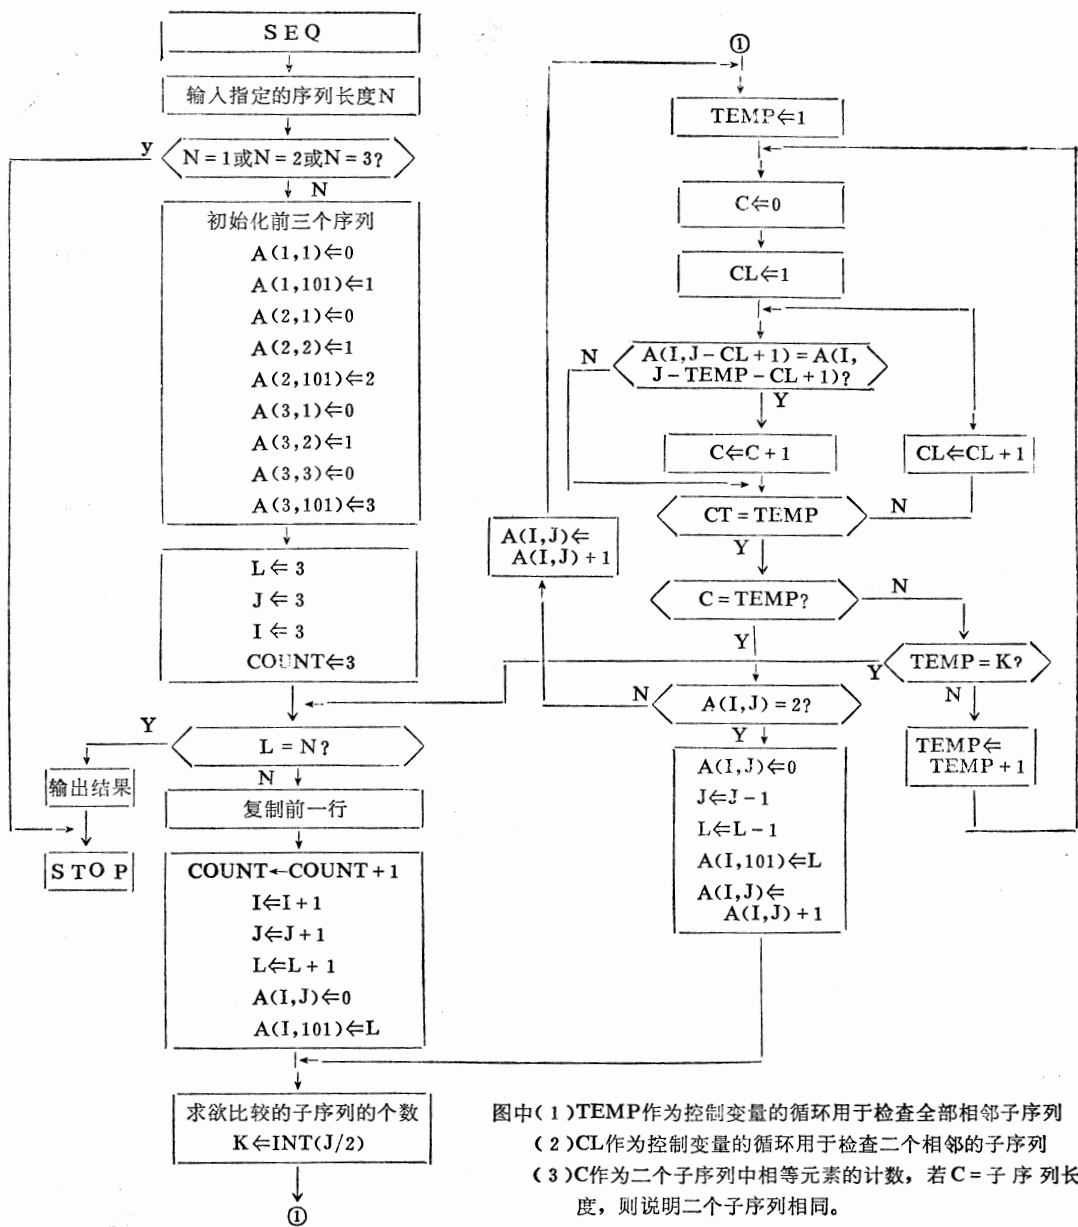 SEQ
输入指定的序列长度N
y
N=1或N=2或N=3?
N
初始化前三个序列
A(1,1)⇐0
A(1,101)⇐1
A(2,1)⇐0
A(2,2)⇐1
A(2,101)⇐2
A(3,1)⇐0
A(3,2)⇐1
A(3,3)⇐0
A(3,101)⇐3
L⇐3
J⇐3
I⇐3
COUNT⇐3
Y
L=N?
N
输出结果
STOP
复制前一行
COUNT←COUNT+1
I⇐I+1
J⇐J+1
L⇐L+1
A(I,J)⇐0
A(I,101)⇐L
求欲比较的子序列的个数
K⇐INT(J/2)
①
①
TEMP⇐1
C⇐0
CL⇐1
N
A(I,J-CL+1)=A(I,
J-TEMP-CL+1)?
Y
C⇐C+1
CL⇐CL+1
CT=TEMP
N
Y
A(I,J)⇐
A(I,J)+1
C=TEMP?
N
Y
TEMP=K?
Y
N
N
A(I,J)=2?
Y
TEMP⇐
TEMP+1
A(I,J)⇐0
J⇐J-1
L⇐L-1
A(I,101)⇐L
A(I,J)⇐
A(I,J)+1
图中(1)TEMP作为控制变量的循环用于检查全部相邻子序列
(2)CL作为控制变量的循环用于检查二个相邻的子序列
(3)C作为二个子序列中相等元素的计数，若C=子序列长
度，则说明二个子序列相同。